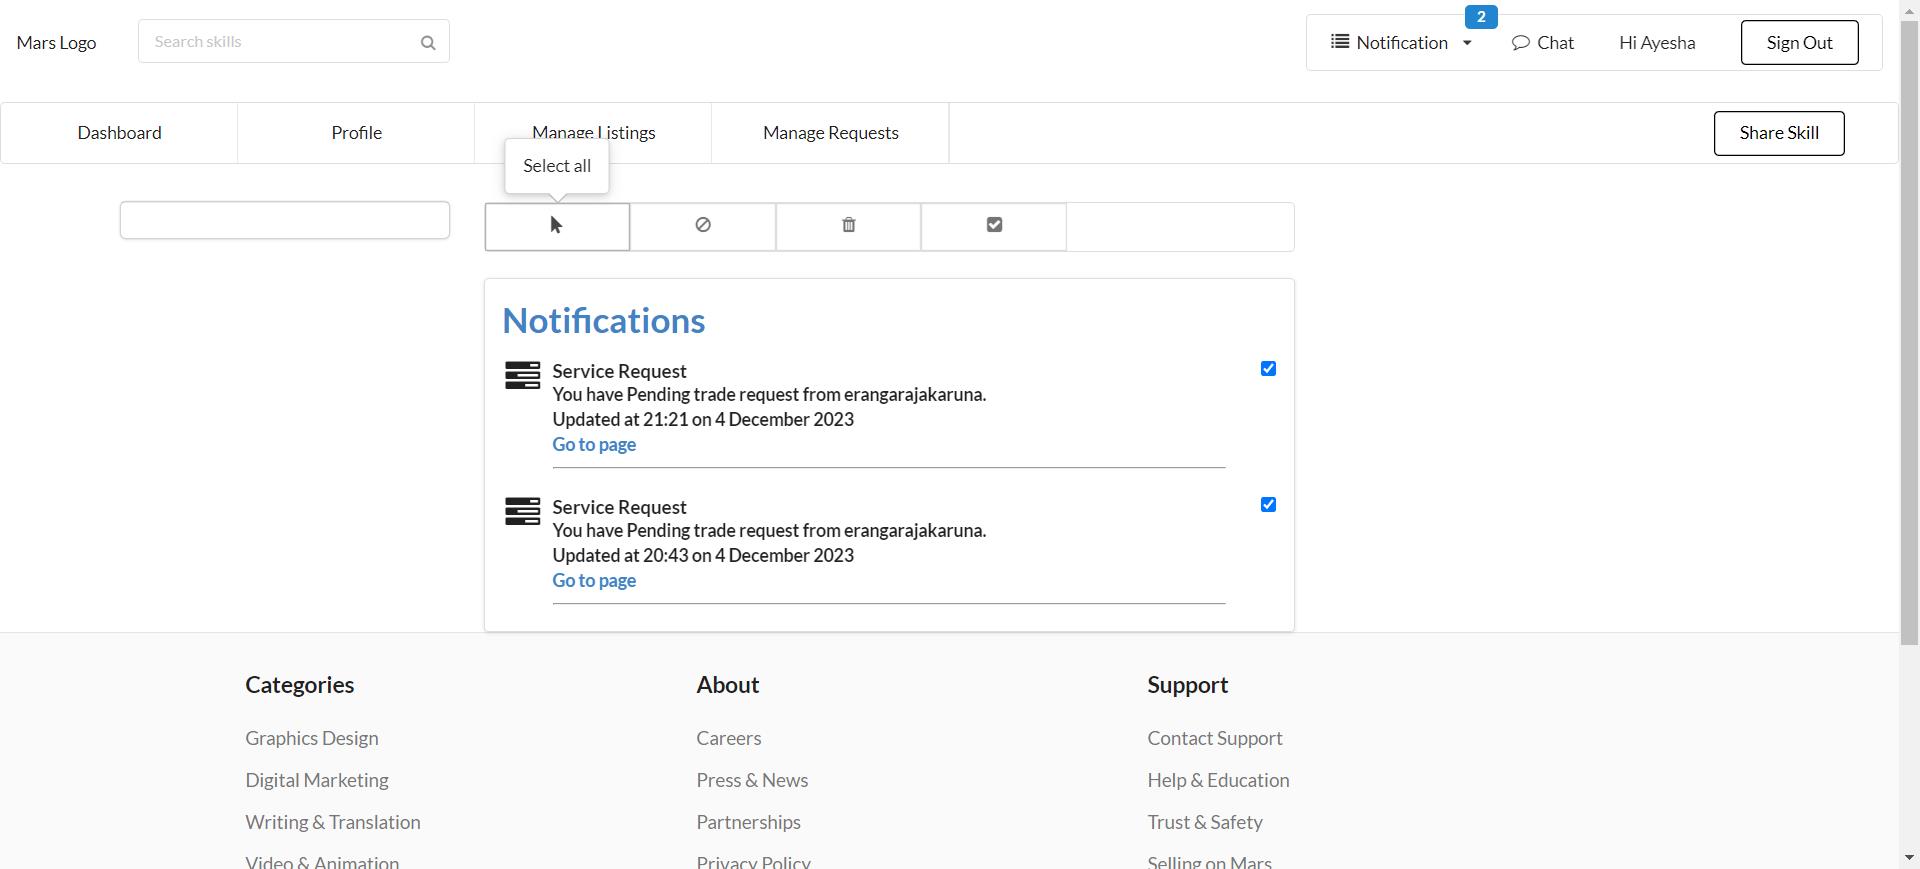 Mars Logo
Search skills
Notification
2
Chat
Hi Ayesha
Sign Out
Dashboard
Profile
Manage Listings
Manage Requests
Share Skill
Select all
Notifications
Service Request
You have Pending trade request from erangarajakaruna.
Updated at 21:21 on 4 December 2023
Go to page
Service Request
You have Pending trade request from erangarajakaruna.
Updated at 20:43 on 4 December 2023
Go to page
Categories
Graphics Design
Digital Marketing
Writing & Translation
Video & Animation
About
Careers
Press & News
Partnerships
Privacy Policy
Support
Contact Support
Help & Education
Trust & Safety
Selling on Mars